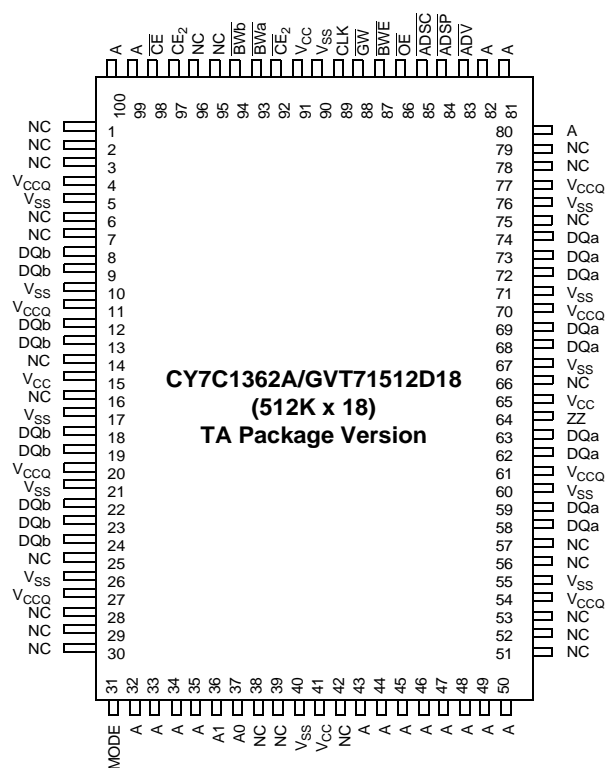 A A CE CE2 NC NC BWb BWa CE2 VCC VSS CLK GW BWE OE ADSC ADSP ADV A A
100 99 98 97 96 95 94 93 92 91 90 89 88 87 86 85 84 83 82 81
NC 1
NC 2
NC 3
VCCQ 4
VSS 5
NC 6
NC 7
DQb 8
DQb 9
VSS 10
VCCQ 11
DQb 12
DQb 13
NC 14
VCC 15
NC 16
VSS 17
DQb 18
DQb 19
VCCQ 20
VSS 21
DQb 22
DQb 23
DQb 24
NC 25
VSS 26
VCCQ 27
NC 28
NC 29
NC 30
CY7C1362A/GVT71512D18
(512K x 18)
TA Package Version
80 A
79 NC
78 NC
77 VCCQ
76 VSS
75 NC
74 DQa
73 DQa
72 DQa
71 VSS
70 VCCQ
69 DQa
68 DQa
67 VSS
66 NC
65 VCC
64 ZZ
63 DQa
62 DQa
61 VCCQ
60 VSS
59 DQa
58 DQa
57 NC
56 NC
55 VSS
54 VCCQ
53 NC
52 NC
51 NC
31 32 33 34 35 36 37 38 39 40 41 42 43 44 45 46 47 48 49 50
MODE A A A A A1 A0 NC NC VSS VCC NC A A A A A A A A